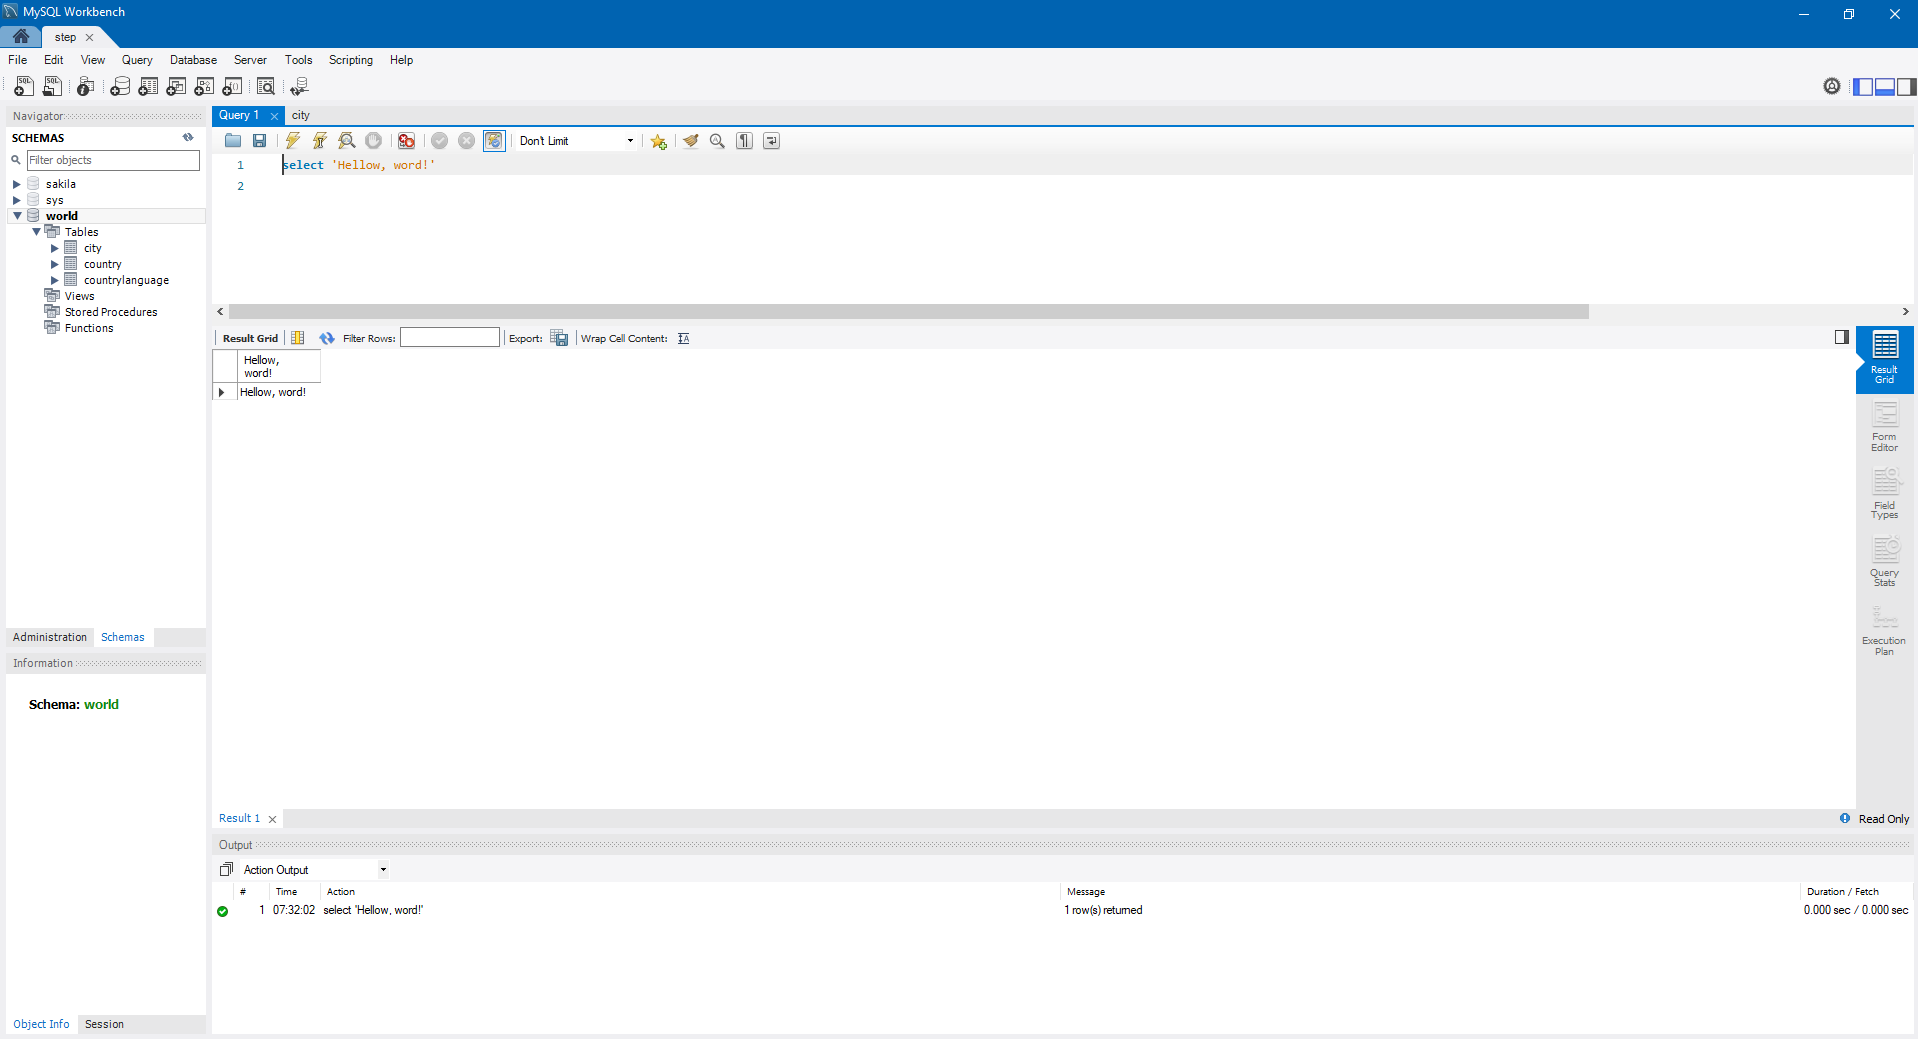 MySQL Workbench
step
File Edit View Query Database Server Tools Scripting Help
Navigator
SCHEMAS
Filter objects
sakila
sys
world
Tables
city
country
countrylanguage
Views
Stored Procedures
Functions
Administration Schemas
Information
Schema: world
Object Info Session
Query 1 city
Don't Limit
1 select 'Hellow, word!'
2
Result Grid Filter Rows: Export: Wrap Cell Content:
Hellow,
word!
Hellow, word!
Result
Grid
Form
Editor
Field
Types
Query
Stats
Execution
Plan
Result 1 Read Only
Output
Action Output
# Time Action Message Duration / Fetch
1 07:32:02 select 'Hellow, word!' 1 row(s) returned 0.000 sec / 0.000 sec